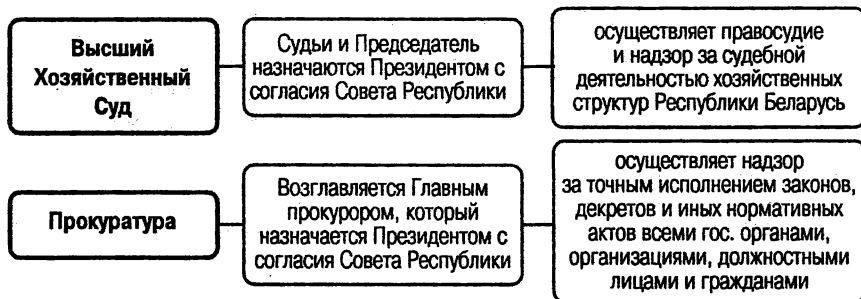 Высший
Хозяйственный
Суд
Судьи и Председатель
назначаются Президентом с
согласия Совета Республики
осуществляет правосудие
и надзор за судебной
деятельностью хозяйственных
структур Республики Беларусь
Прокуратура
Возглавляется Главным
прокурором, который
назначается Президентом с
согласия Совета Республики
осуществляет надзор
за точным исполнением законов,
декретов и иных нормативных
актов всеми гос. органами,
организациями, должностными
лицами и гражданами